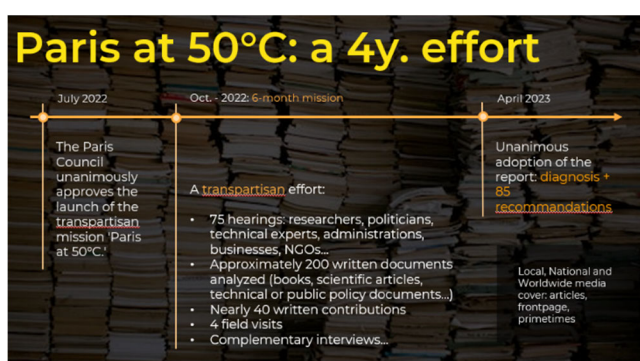 Paris at 50°C: a 4y. effort
July 2022
Oct. - 2022: 6-month mission
April 2023
The Paris
Council
unanimously
approves the
launch of the
transpartisan
mission 'Paris
at 50°C.'
A transpartisan effort:
• 75 hearings: researchers, politicians,
technical experts, administrations,
businesses, NGOs...
• Approximately 200 written documents
analyzed (books, scientific articles,
technical or public policy documents...)
• Nearly 40 written contributions
• 4 field visits
• Complementary interviews...
Unanimous
adoption of the
report: diagnosis +
85
recommandations
Local, National and
Worldwide media
cover: articles,
frontpage,
primetimes